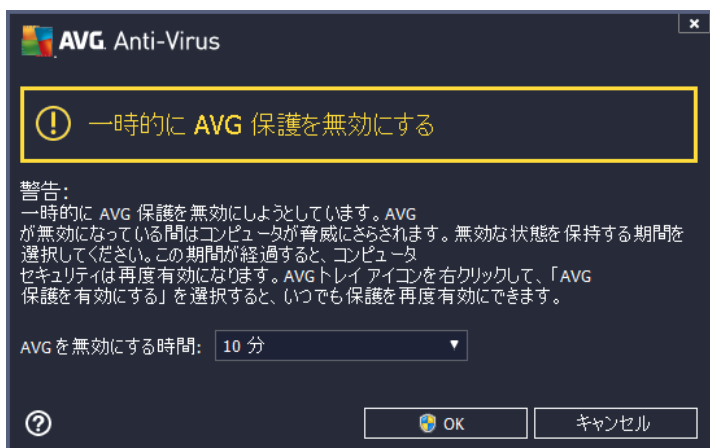 AVG. Anti-Virus
一時的に AVG 保護を無効にする
警告:
一時的に AVG 保護を無効にしようとしています。AVG
が無効になっている間はコンピュータが脅威にさらされます。無効な状態を保持する期間を
選択してください。この期間が経過すると、コンピュータ
セキュリティは再度有効になります。AVGトレイ アイコンを右クリックして、「AVG
保護を有効にする」を選択すると、いつでも保護を再度有効にできます。
AVGを無効にする時間: 10 分
OK キャンセル